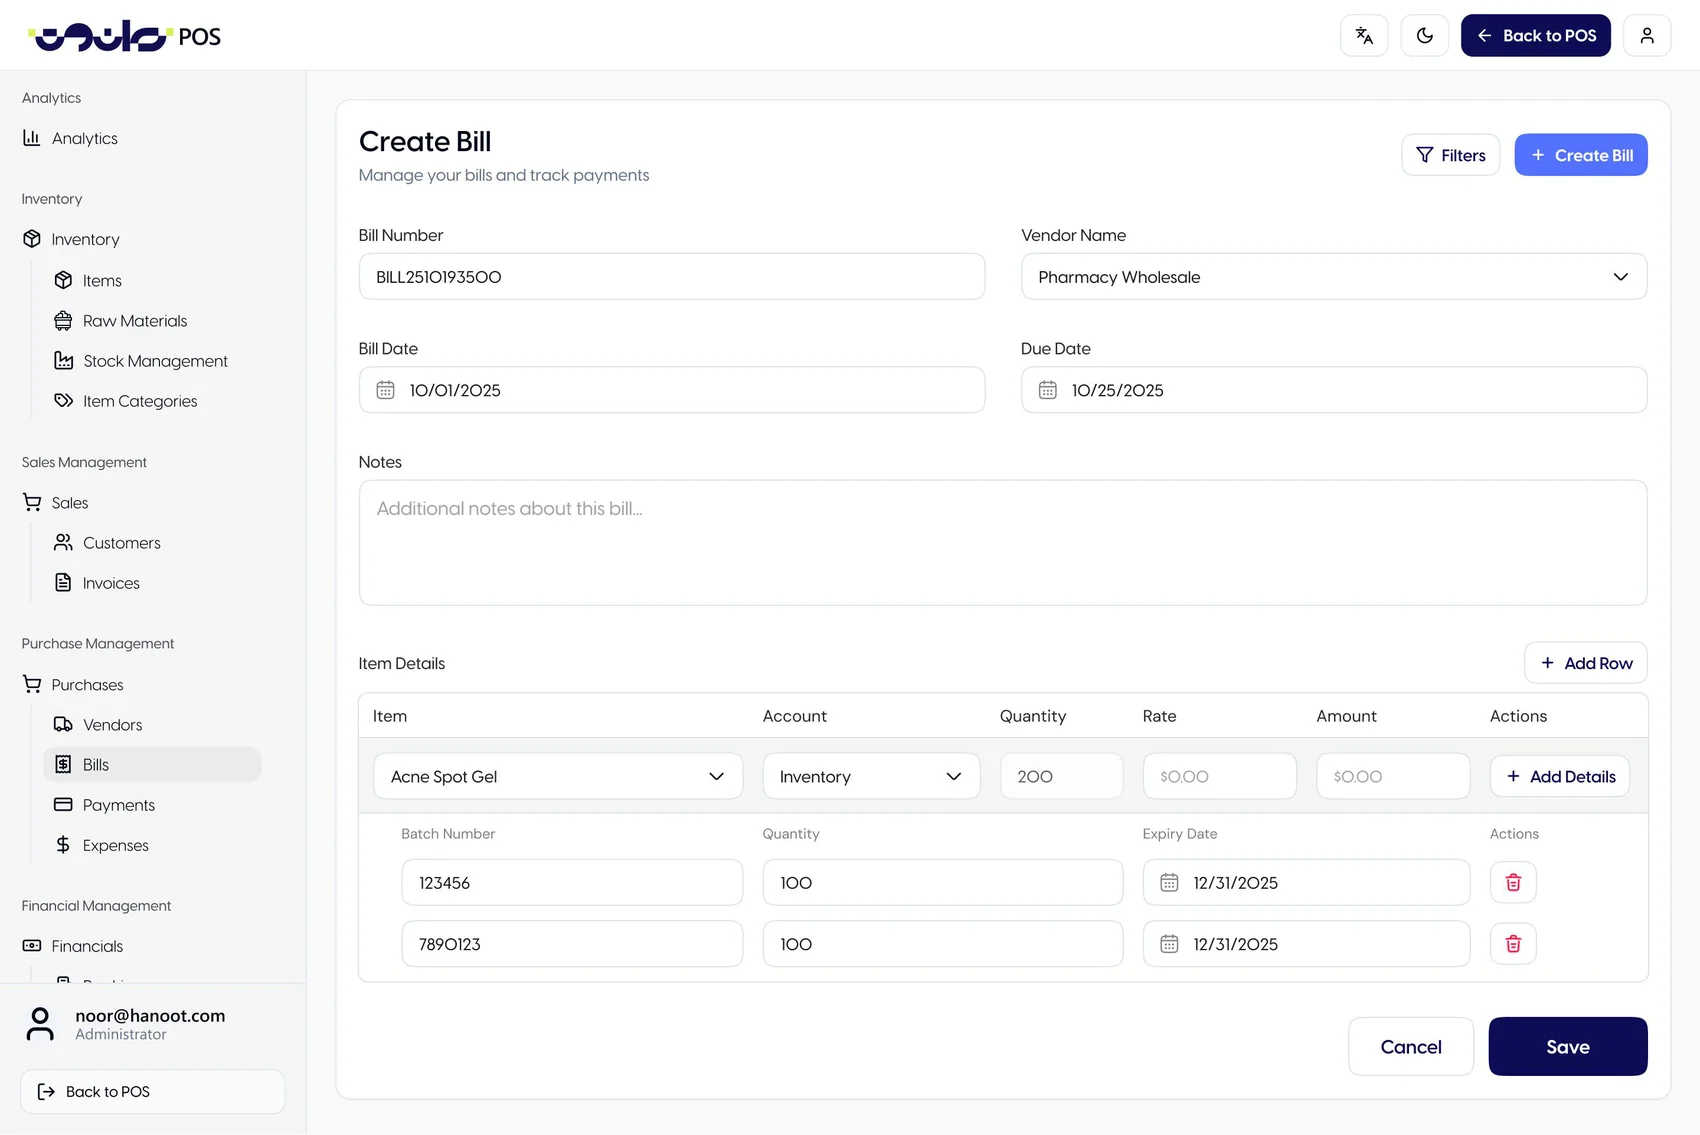 حانوت POS
Back to POS
Analytics
Analytics
Inventory
Inventory
Items
Raw Materials
Stock Management
Item Categories
Sales Management
Sales
Customers
Invoices
Purchase Management
Purchases
Vendors
Bills
Payments
Expenses
Financial Management
Financials
noor@hanoot.com
Administrator
Back to POS
Create Bill
Manage your bills and track payments
Filters
Create Bill
Bill Number
Vendor Name
BILL2510193500
Pharmacy Wholesale
Bill Date
Due Date
10/01/2025
10/25/2025
Notes
Additional notes about this bill...
Item Details
Add Row
Item Account Quantity Rate Amount Actions
Acne Spot Gel Inventory 200 $0.00 $0.00 Add Details
Batch Number Quantity Expiry Date Actions
123456 100 12/31/2025
7890123 100 12/31/2025
Cancel
Save